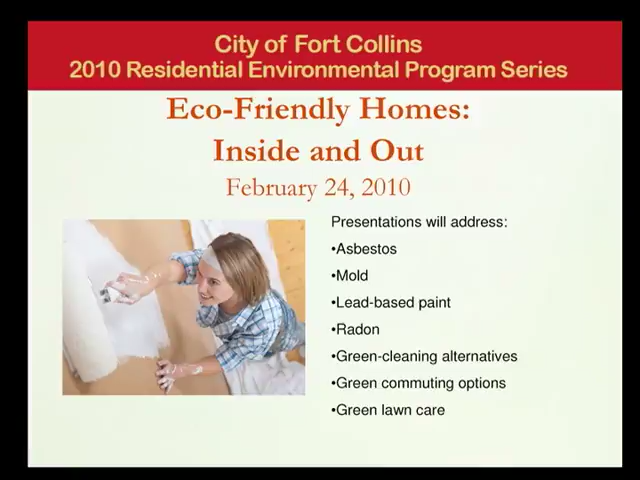 City of Fort Collins
2010 Residential Environmental Program Series
Eco-Friendly Homes:
Inside and Out
February 24, 2010
Presentations will address:
•Asbestos
•Mold
•Lead-based paint
•Radon
•Green-cleaning alternatives
•Green commuting options
•Green lawn care